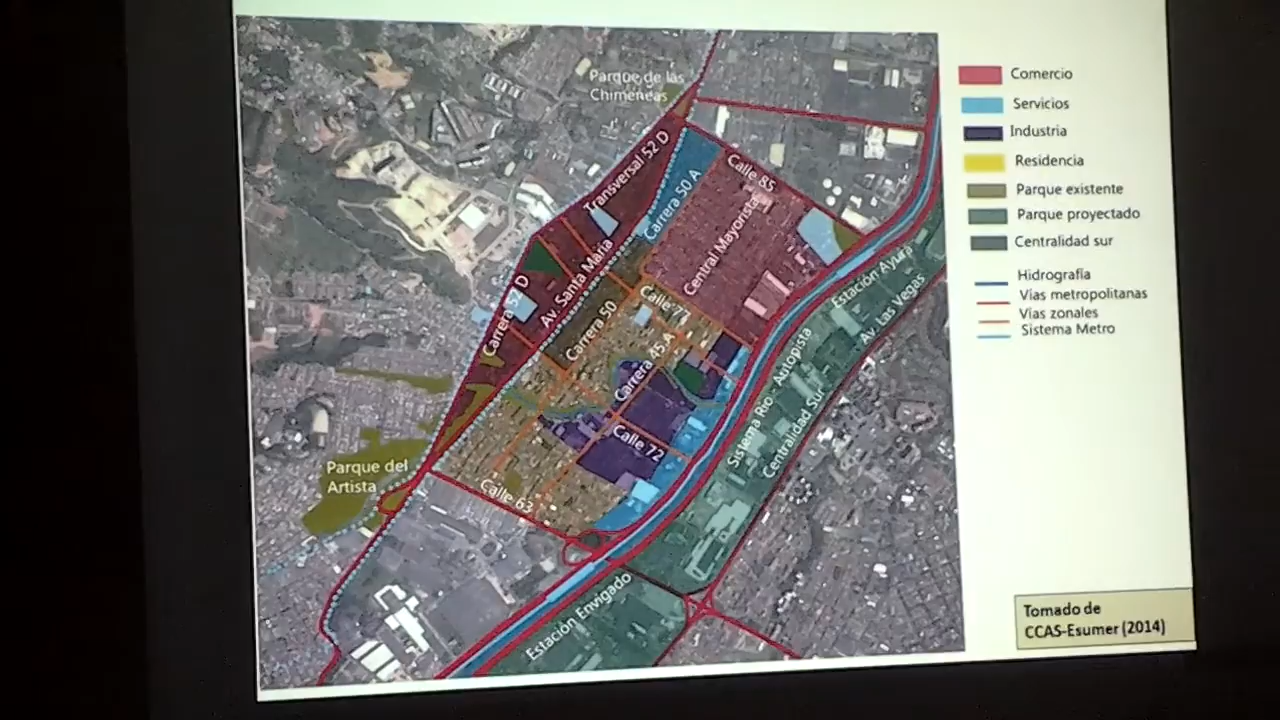 Parque de las
Chimeneas
Transversal 52 D
Calle 85
Carrera 50 A
Central Mayorista
Av. Santa María
Estación Ayurá
Av. Las Vegas
Calle 77
Carrera 50
Carrera 45 A
Sistema Río - Autopista
Centralidad Sur
Calle 72
Parque del
Artista
Calle 63
Estación Envigado
Comercio
Servicios
Industria
Residencia
Parque existente
Parque proyectado
Centralidad sur
Hidrografía
Vías metropolitanas
Vías zonales
Sistema Metro
Tomado de
CCAS-Esumer (2014)